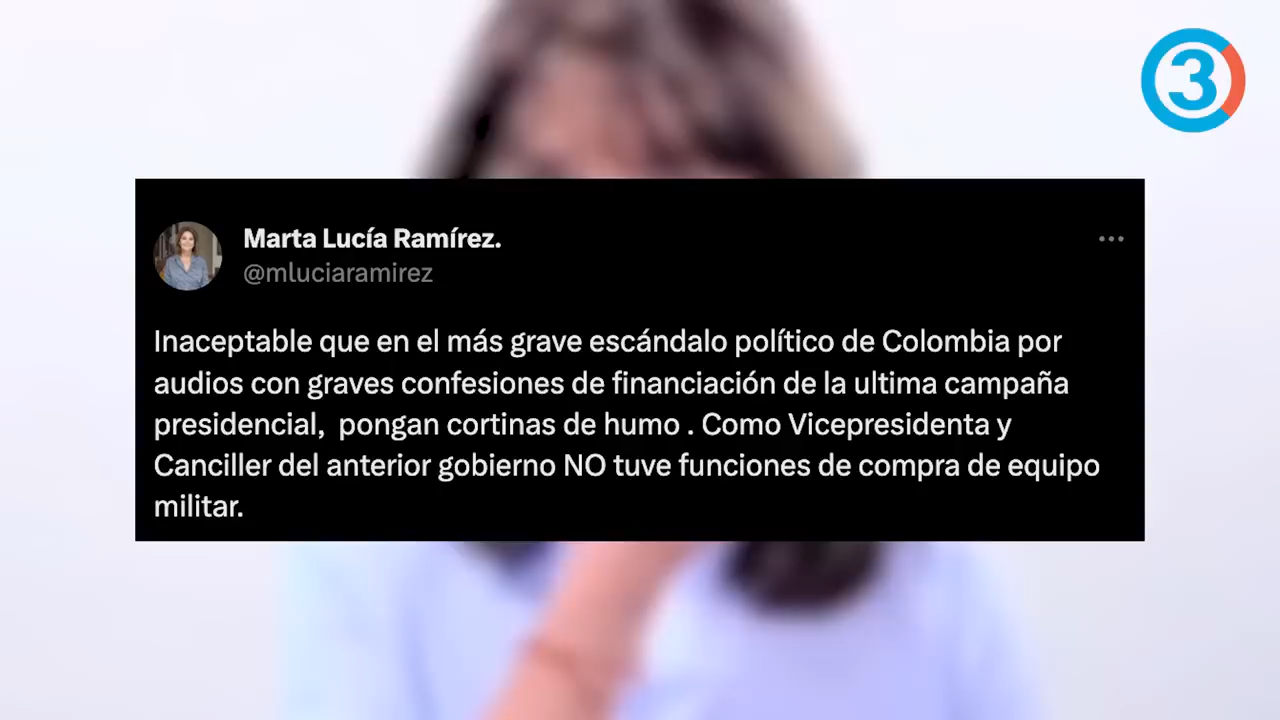 3
Marta Lucía Ramírez.
@mluciaramirez
Inaceptable que en el más grave escándalo político de Colombia por
audios con graves confesiones de financiación de la ultima campaña
presidencial,  pongan cortinas de humo . Como Vicepresidenta y
Canciller del anterior gobierno NO tuve funciones de compra de equipo
militar.